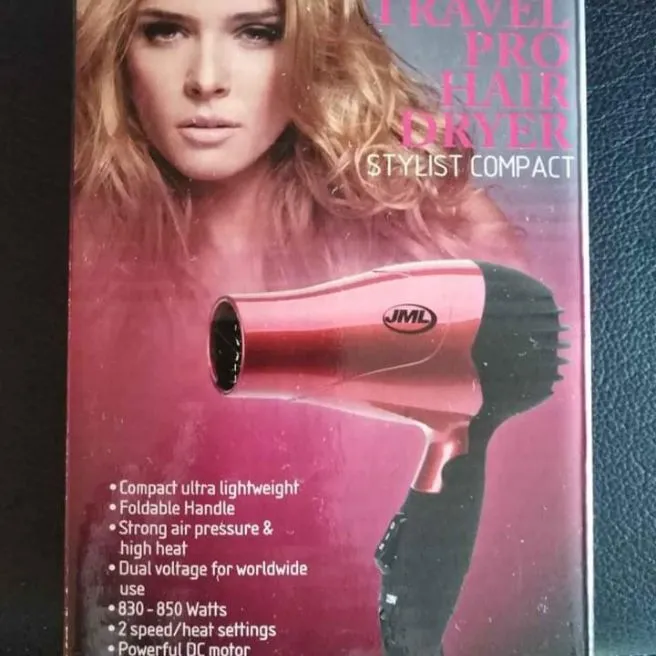 TRAVEL
PRO
HAIR
DRYER
STYLIST COMPACT
JML
• Compact ultra lightweight
• Foldable Handle
• Strong air pressure &
high heat
• Dual voltage for worldwide
use
• 830 - 850 Watts
• 2 speed/heat settings
• Powerful DC motor